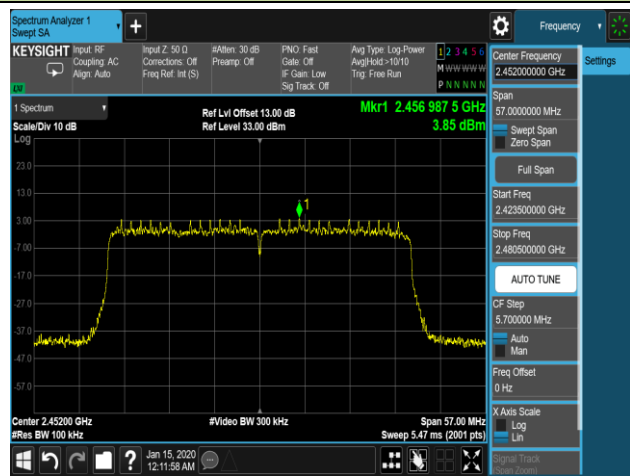 Spectrum Analyzer 1
Swept SA
+
Frequency
KEYSIGHT
Input: RF
Coupling: AC
Align: Auto
Input Z: 50 Ω
Corrections: Off
Freq Ref: Int (S)
#Atten: 30 dB
Preamp: Off
PNO: Fast
Gate: Off
IF Gain: Low
Sig Track: Off
Avg Type: Log-Power
Avg|Hold:>10/10
Trig: Free Run
1 2 3 4 5 6
M W W W W W
P N N N N N
LXI
1 Spectrum
Scale/Div 10 dB
Log
Ref Lvl Offset 13.00 dB
Ref Level 33.00 dBm
Mkr1 2.456 987 5 GHz
3.85 dBm
23.0
13.0
3.00
-7.00
-17.0
-27.0
-37.0
-47.0
-57.0
1
Center 2.45200 GHz
#Res BW 100 kHz
#Video BW 300 kHz
Span 57.00 MHz
Sweep 5.47 ms (2001 pts)
Center Frequency
2.452000000 GHz
Settings
Span
57.0000000 MHz
Swept Span
Zero Span
Full Span
Start Freq
2.423500000 GHz
Stop Freq
2.480500000 GHz
AUTO TUNE
CF Step
5.700000 MHz
Auto
Man
Freq Offset
0 Hz
X Axis Scale
Log
Lin
Signal Track
(Span Zoom)
?
Jan 15, 2020
12:11:58 AM